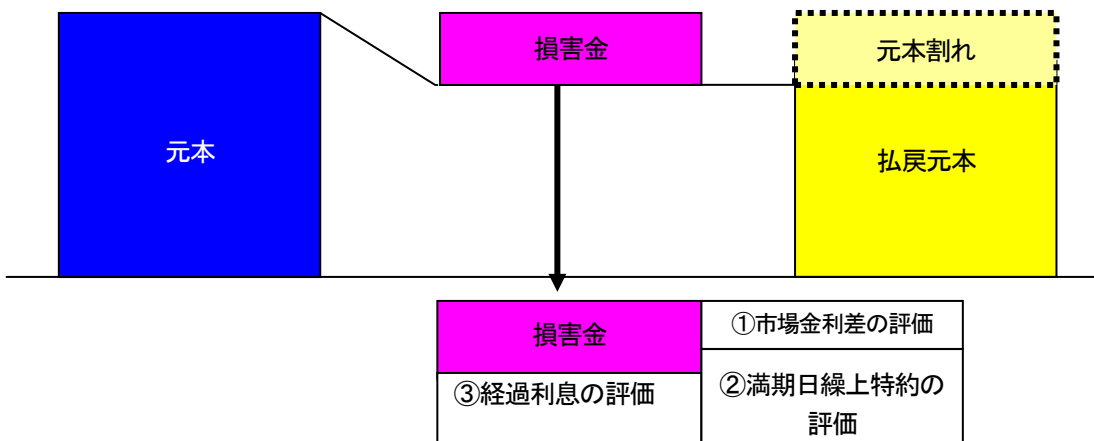 損害金
元本割れ
元本
払戻元本
損害金
①市場金利差の評価
③経過利息の評価
②満期日繰上特約の
評価